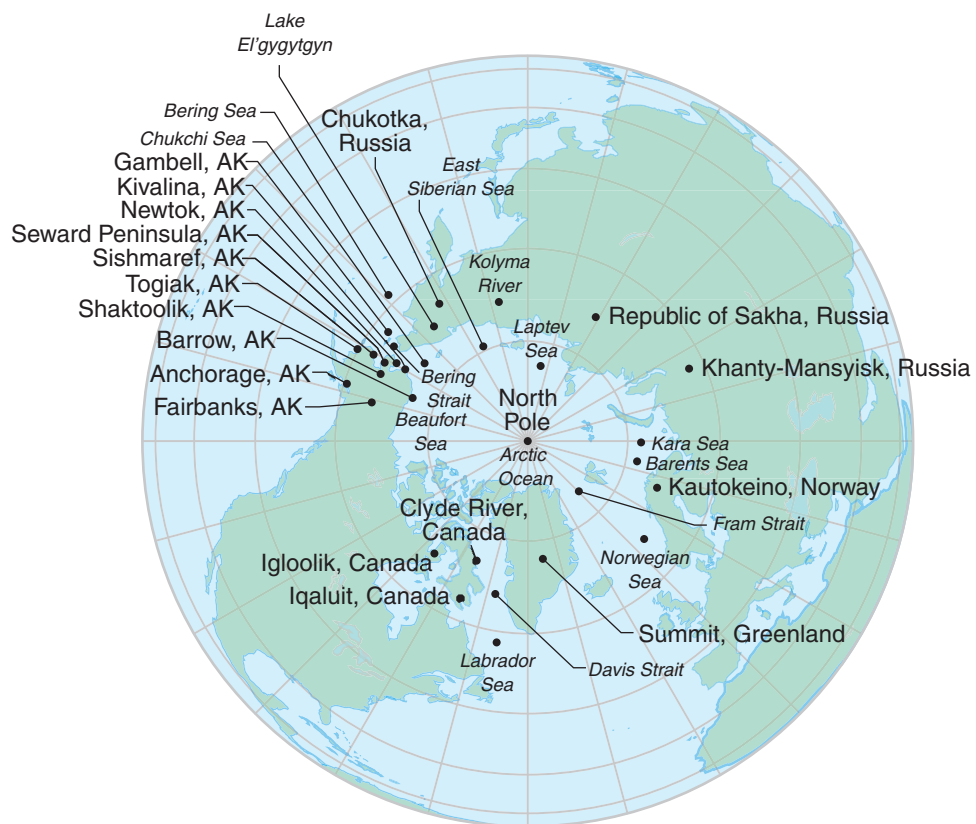 Lake
El'gygytgyn
Bering Sea
Chukchi Sea
Gambell, AK
Kivalina, AK
Newtok, AK
Seward Peninsula, AK
Sishmaref, AK
Togiak, AK
Shaktoolik, AK
Barrow, AK
Anchorage, AK
Fairbanks, AK
Chukotka,
Russia
East
Siberian Sea
Kolyma
River
Laptev
Sea
Republic of Sakha, Russia
Khanty-Mansyisk, Russia
Bering
Strait
Beaufort
Sea
North
Pole
Arctic
Ocean
Kara Sea
Barents Sea
Kautokeino, Norway
Fram Strait
Norwegian
Sea
Clyde River,
Canada
Igloolik, Canada
Iqaluit, Canada
Summit, Greenland
Davis Strait
Labrador
Sea